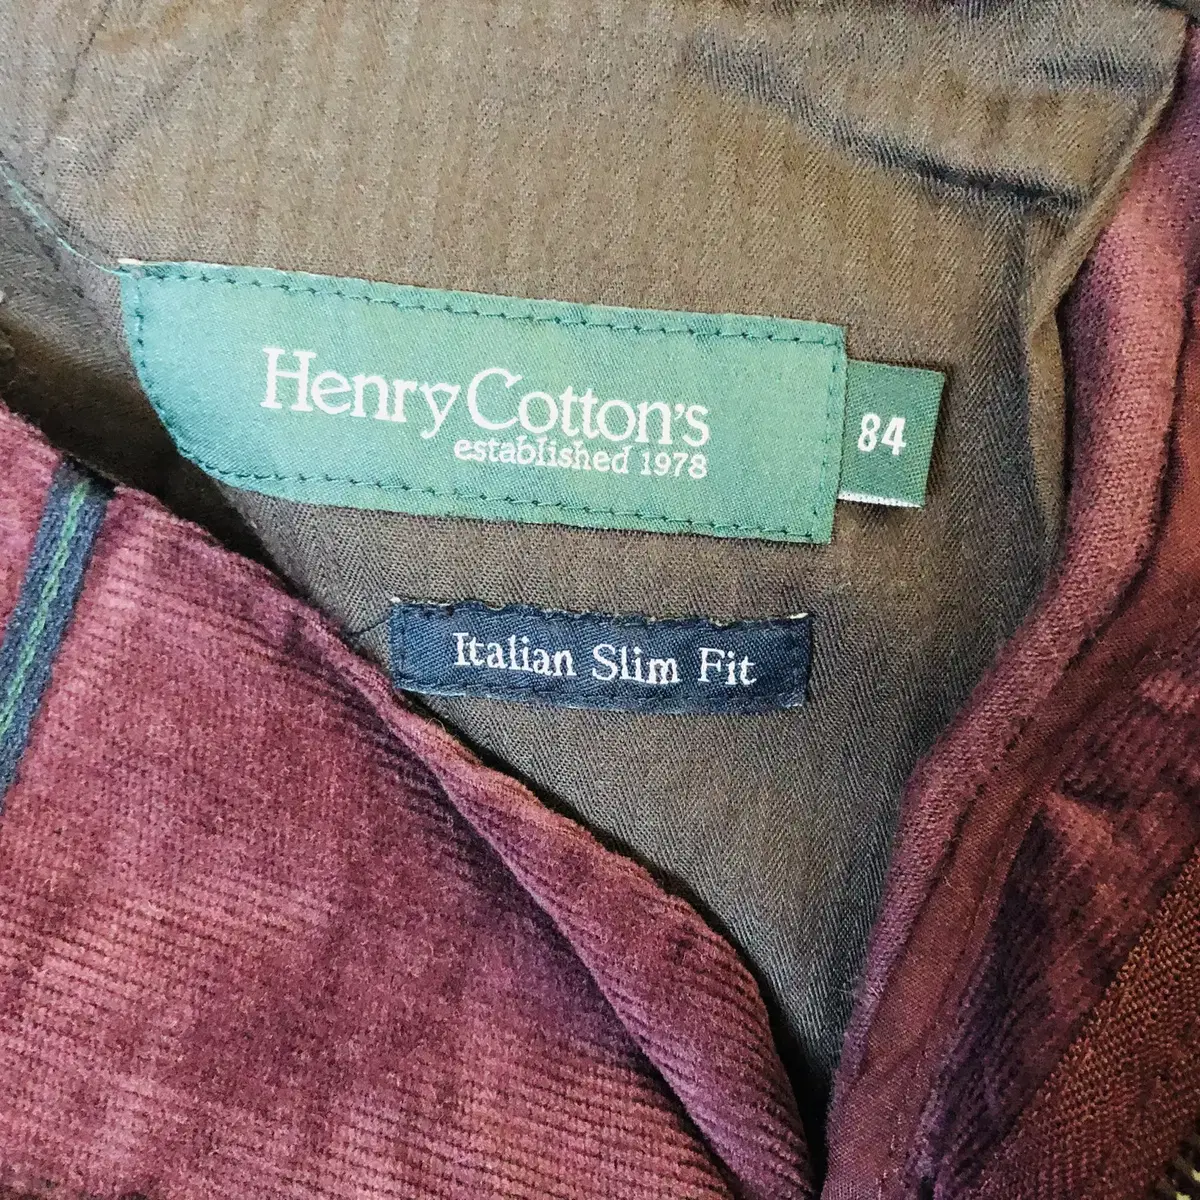 Henry Cotton's
established 1978
84
Italian Slim Fit